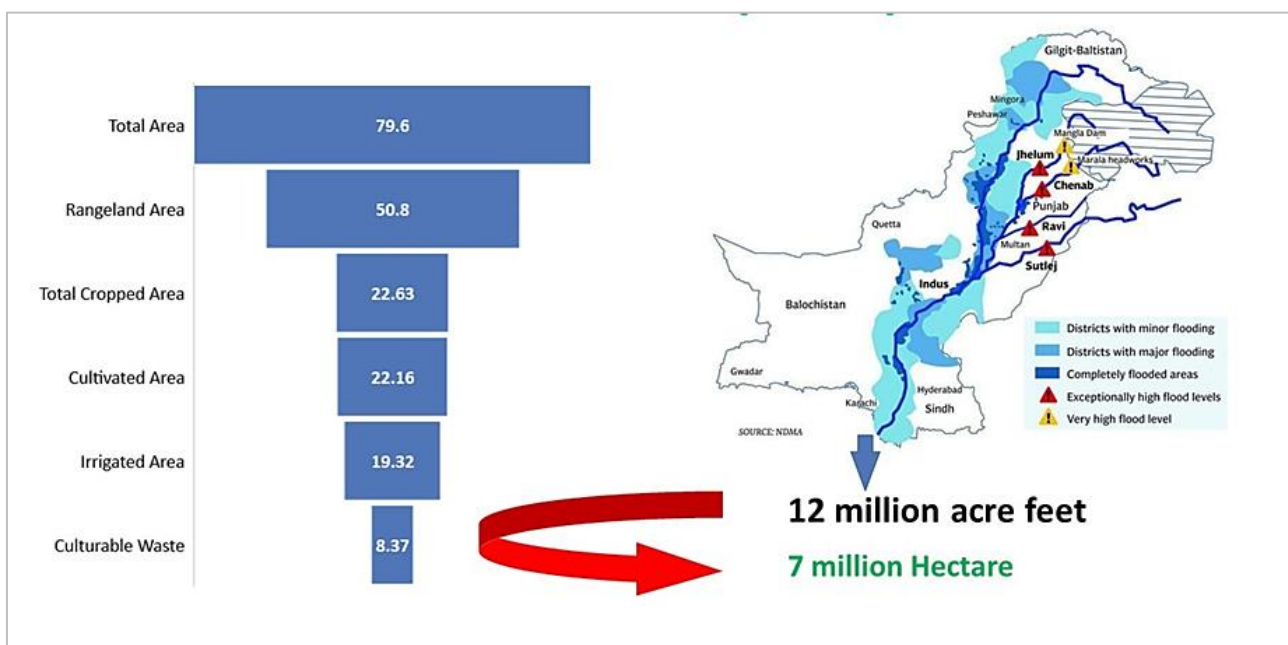 Total Area
79.6
Rangeland Area
50.8
Total Cropped Area
22.63
Cultivated Area
22.16
Irrigated Area
19.32
Culturable Waste
8.37
Gilgit-Baltistan
Mingora
Peshawar
Mangla Dam
Jhelum
Marala headworks
Chenab
Punjab
Quetta
Ravi
Multan
Sutlej
Indus
Balochistan
Gwadar
Karachi
Hyderabad
Sindh
SOURCE: NDMA
Districts with minor flooding
Districts with major flooding
Completely flooded areas
Exceptionally high flood levels
Very high flood level
12 million acre feet
7 million Hectare